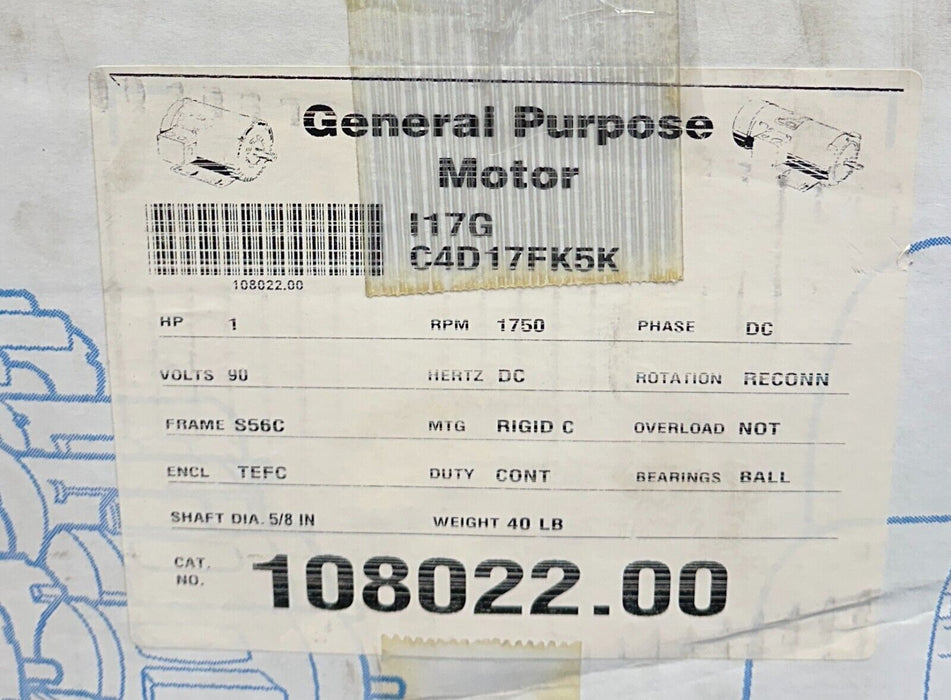 General Purpose
Motor
I17G
C4D17FK5K
108022.00
HP 1 RPM 1750 PHASE DC
VOLTS 90 HERTZ DC ROTATION RECONN
FRAME S56C MTG RIGID C OVERLOAD NOT
ENCL TEFC DUTY CONT BEARINGS BALL
SHAFT DIA. 5/8 IN WEIGHT 40 LB
CAT.
NO. 108022.00